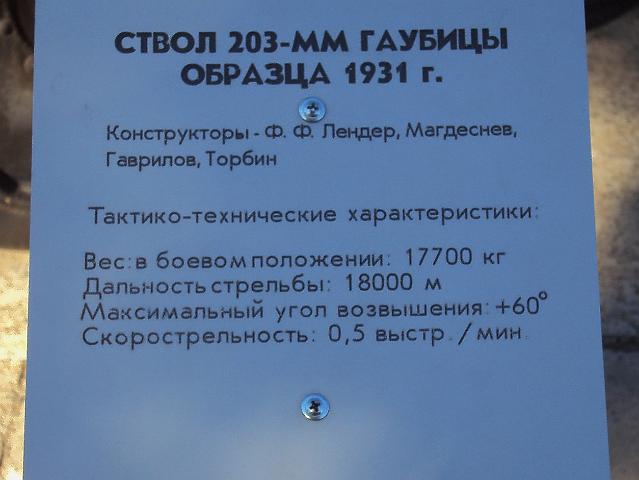 СТВОЛ 203-ММ ГАУБИЦЫ
ОБРАЗЦА 1931 г.
Конструкторы - Ф. Ф. Лендер, Магдеснев,
Гаврилов, Торбин
Тактико-технические характеристики:
Вес: в боевом положении: 17700 кг
Дальность стрельбы: 18000 м
Максимальный угол возвышения: +60°
Скорострельность: 0,5 выстр. / мин.